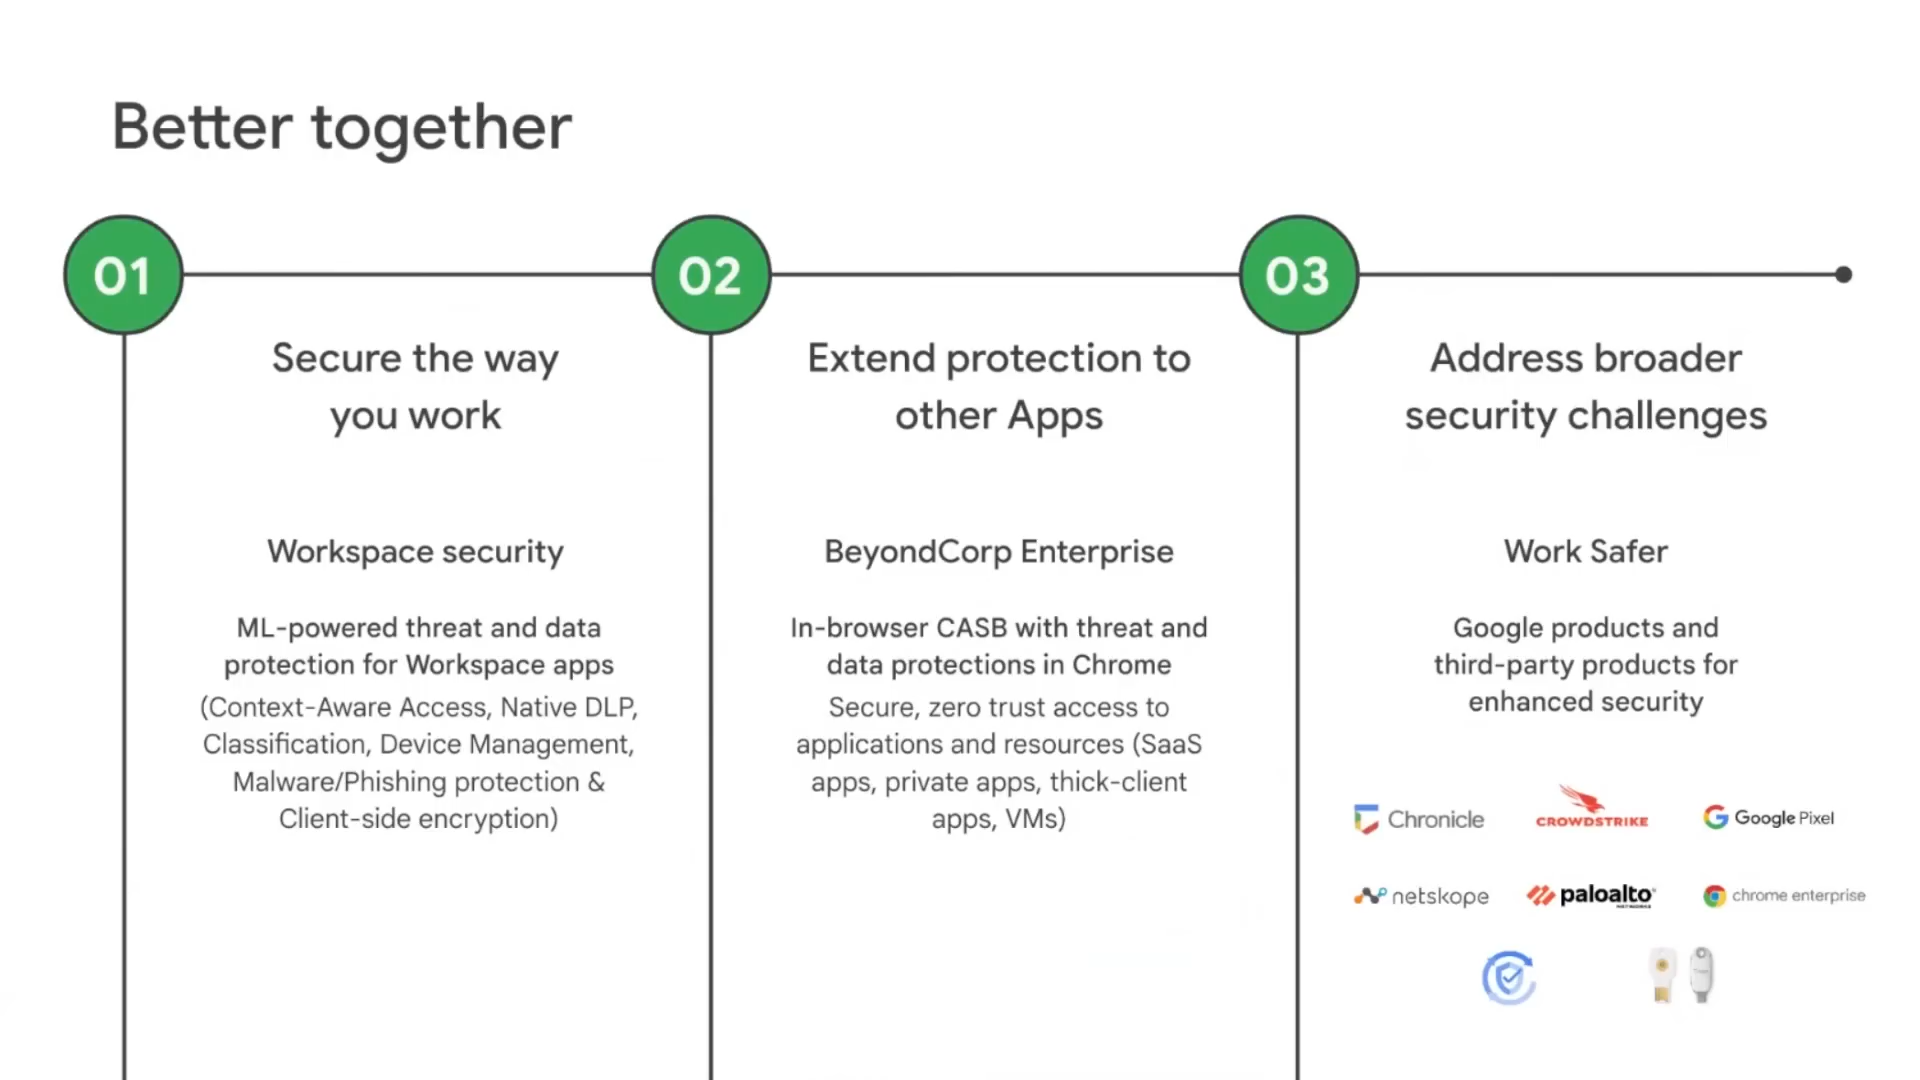 Better together
01
02
03
Secure the way
you work
Workspace security
ML-powered threat and data
protection for Workspace apps
(Context-Aware Access, Native DLP,
Classification, Device Management,
Malware/Phishing protection &
Client-side encryption)
Extend protection to
other Apps
BeyondCorp Enterprise
In-browser CASB with threat and
data protections in Chrome
Secure, zero trust access to
applications and resources (SaaS
apps, private apps, thick-client
apps, VMs)
Address broader
security challenges
Work Safer
Google products and
third-party products for
enhanced security
Chronicle
CROWDSTRIKE
Google Pixel
netskope
paloalto
NETWORKS
chrome enterprise